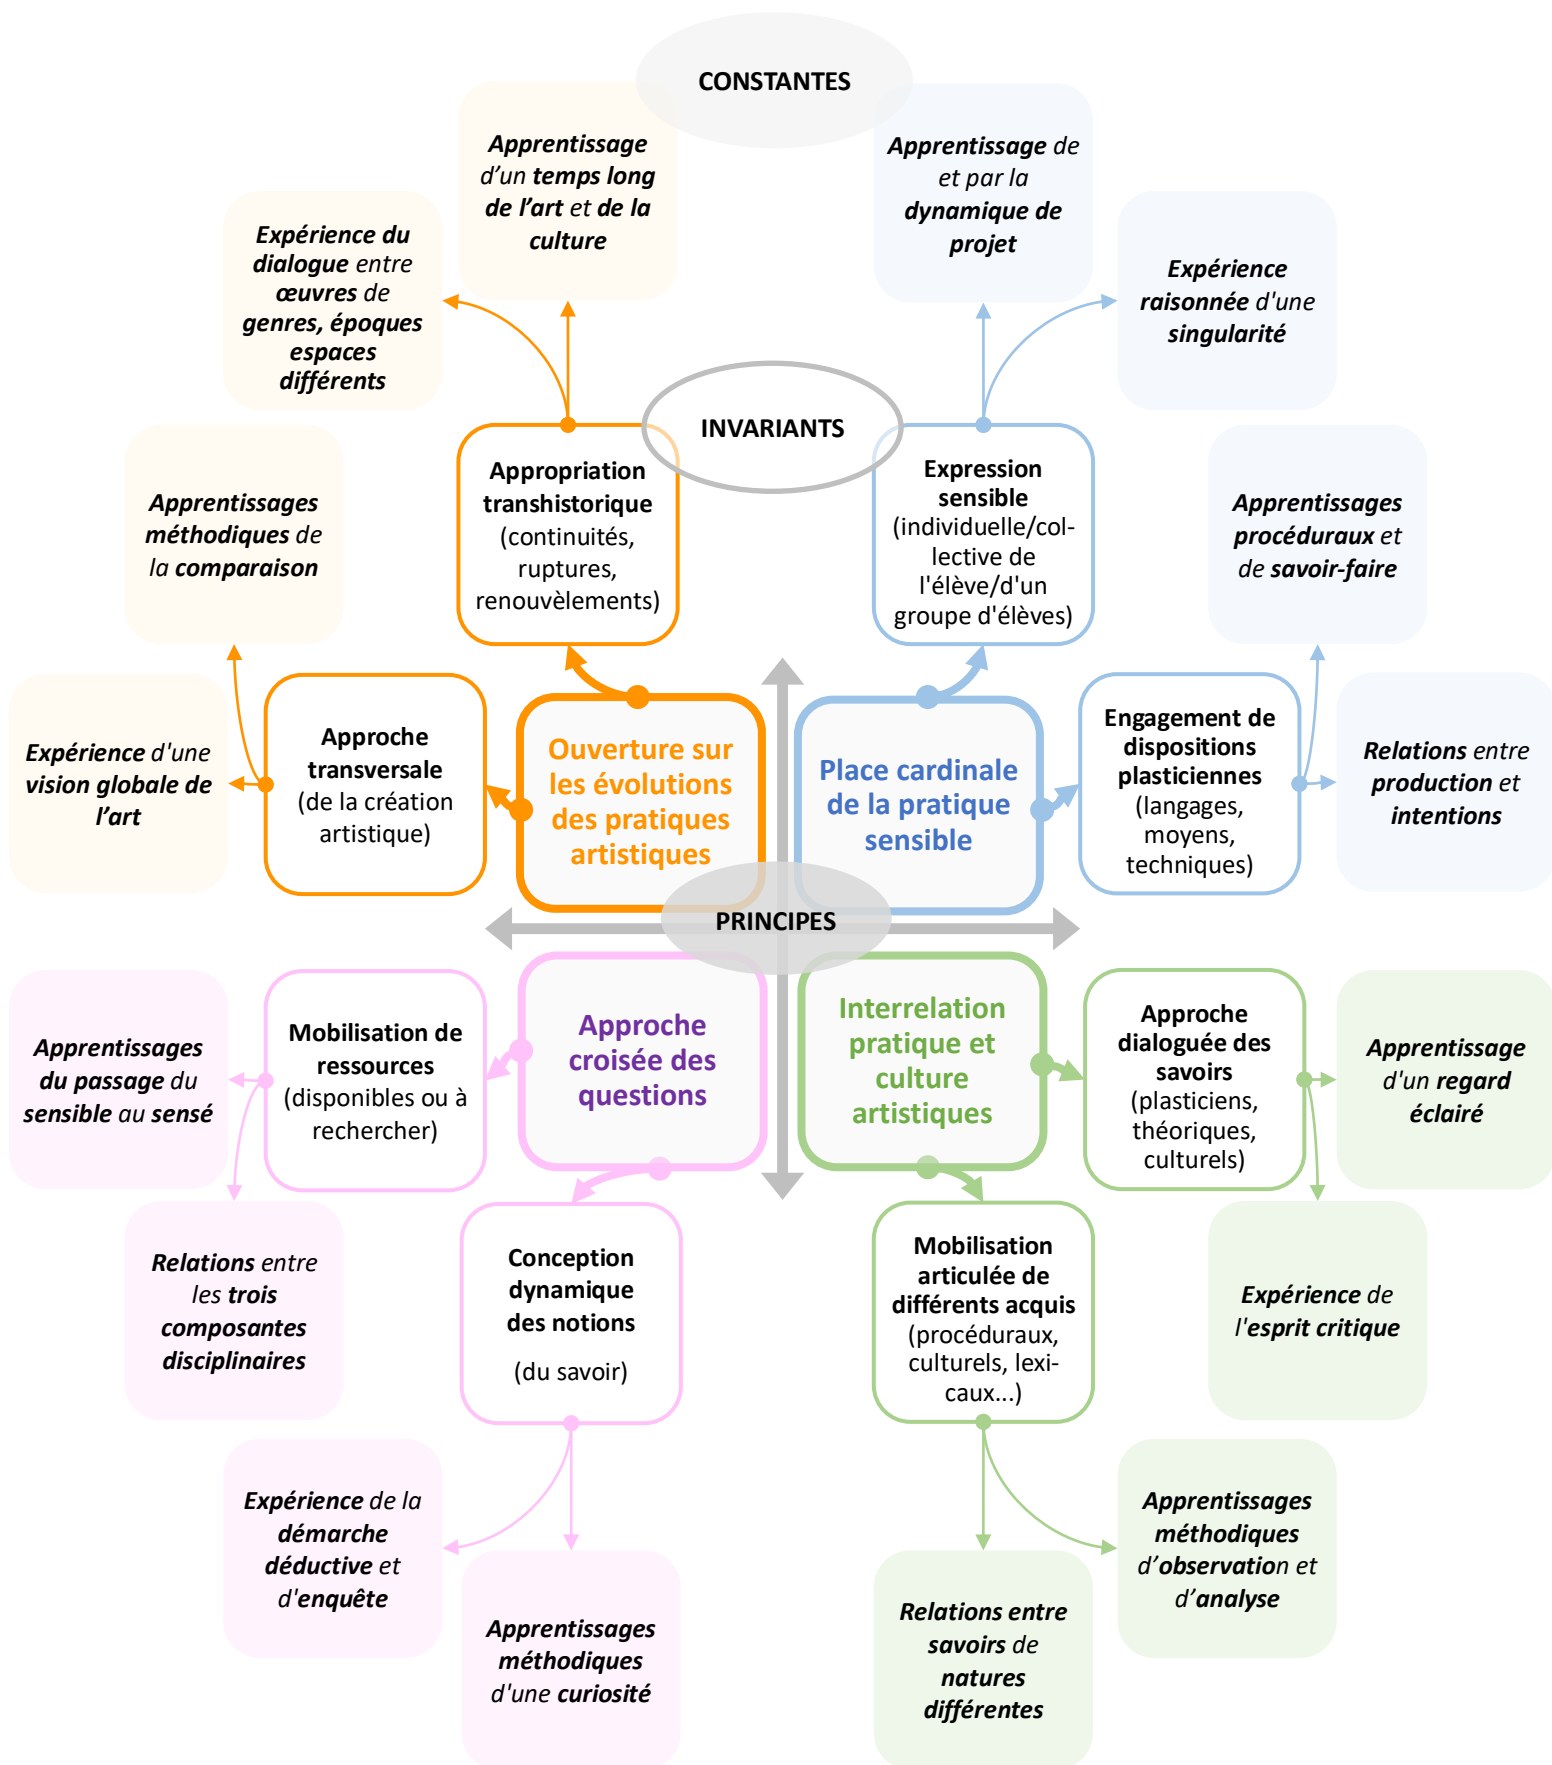 CONSTANTES
Apprentissage
d’un temps long
de l’art et de la
culture
Apprentissage de
et par la
dynamique de
projet
Expérience du
dialogue entre
œuvres de
genres, époques
espaces
différents
Expérience
raisonnée d'une
singularité
INVARIANTS
Appropriation
transhistorique
(continuités,
ruptures,
renouvèlements)
Expression
sensible
(individuelle/col-
lective de
l'élève/d'un
groupe d'élèves)
Apprentissages
méthodiques de
la comparaison
Apprentissages
procéduraux et
de savoir-faire
Expérience d'une
vision globale de
l’art
Approche
transversale
(de la création
artistique)
Ouverture sur
les évolutions
des pratiques
artistiques
Place cardinale
de la pratique
sensible
Engagement de
dispositions
plasticiennes
(langages,
moyens,
techniques)
Relations entre
production et
intentions
PRINCIPES
Apprentissages
du passage du
sensible au sensé
Mobilisation de
ressources
(disponibles ou à
rechercher)
Approche
croisée des
questions
Interrelation
pratique et
culture
artistiques
Approche
dialoguée des
savoirs
(plasticiens,
théoriques,
culturels)
Apprentissage
d'un regard
éclairé
Relations entre
les trois
composantes
disciplinaires
Conception
dynamique
des notions
(du savoir)
Mobilisation
articulée de
différents acquis
(procéduraux,
culturels, lexi-
caux...)
Expérience de
l'esprit critique
Expérience de la
démarche
déductive et
d'enquête
Apprentissages
méthodiques
d'une curiosité
Relations entre
savoirs de
natures
différentes
Apprentissages
méthodiques
d’observation et
d’analyse